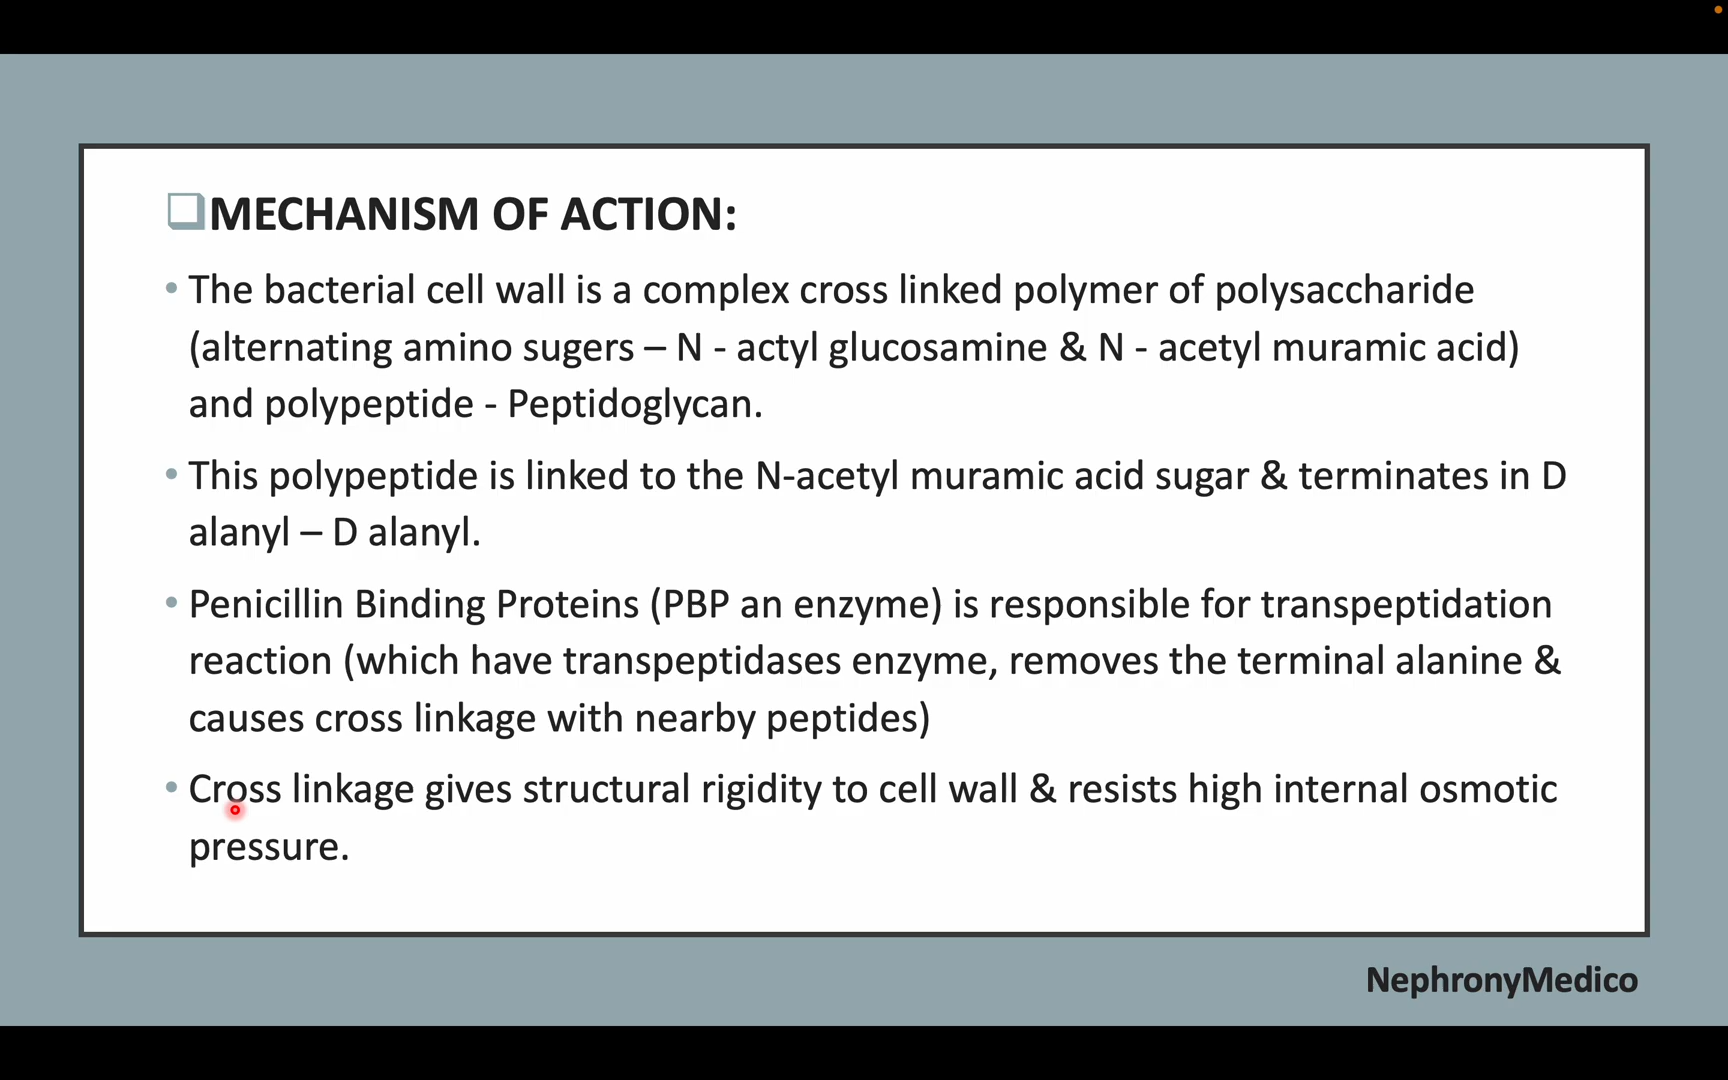 MECHANISM OF ACTION:
• The bacterial cell wall is a complex cross linked polymer of polysaccharide
(alternating amino sugers – N - actyl glucosamine & N - acetyl muramic acid)
and polypeptide - Peptidoglycan.
• This polypeptide is linked to the N-acetyl muramic acid sugar & terminates in D
alanyl – D alanyl.
• Penicillin Binding Proteins (PBP an enzyme) is responsible for transpeptidation
reaction (which have transpeptidases enzyme, removes the terminal alanine &
causes cross linkage with nearby peptides)
• Cross linkage gives structural rigidity to cell wall & resists high internal osmotic
pressure.
NephronyMedico